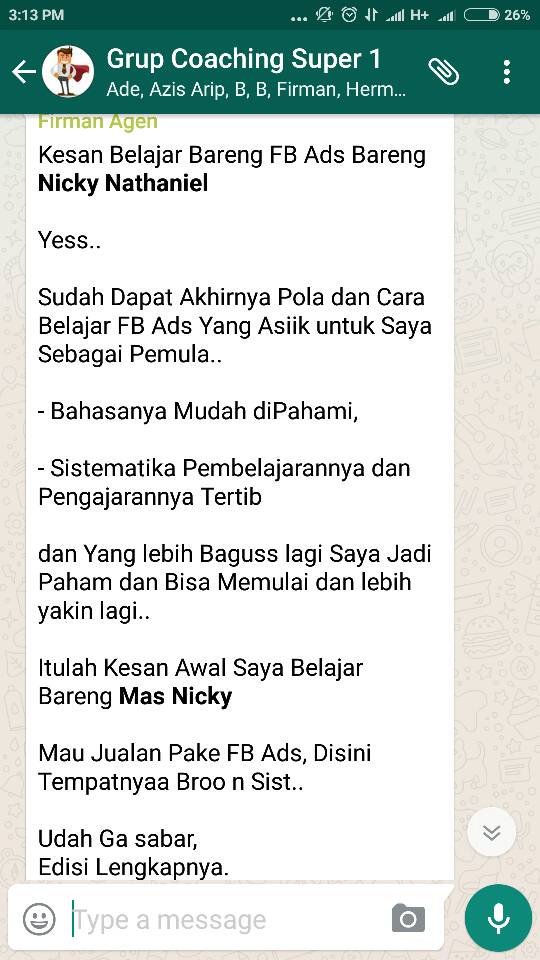 3:13 PM
... H+ 26%
Grup Coaching Super 1
Ade, Azis Arip, B, B, Firman, Herm...
Firman Agen
Kesan Belajar Bareng FB Ads Bareng
Nicky Nathaniel
Yess..
Sudah Dapat Akhirnya Pola dan Cara
Belajar FB Ads Yang Asiik untuk Saya
Sebagai Pemula..
- Bahasanya Mudah diPahami,
- Sistematika Pembelajarannya dan
Pengajarannya Tertib
dan Yang lebih Baguss lagi Saya Jadi
Paham dan Bisa Memulai dan lebih
yakin lagi..
Itulah Kesan Awal Saya Belajar
Bareng Mas Nicky
Mau Jualan Pake FB Ads, Disini
Tempatnyaa Broo n Sist..
Udah Ga sabar,
Edisi Lengkapnya.
Type a message